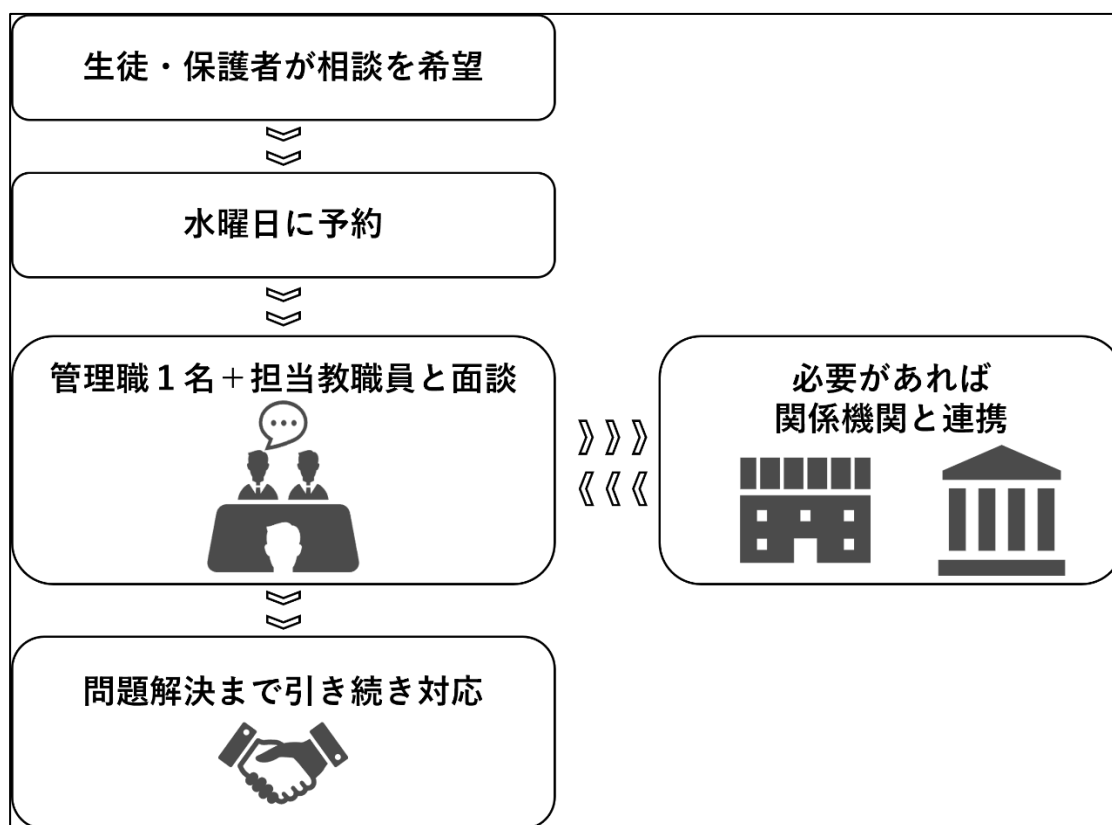 生徒・保護者が相談を希望
水曜日に予約
管理職１名＋担当教職員と面談
必要があれば
関係機関と連携
問題解決まで引き続き対応